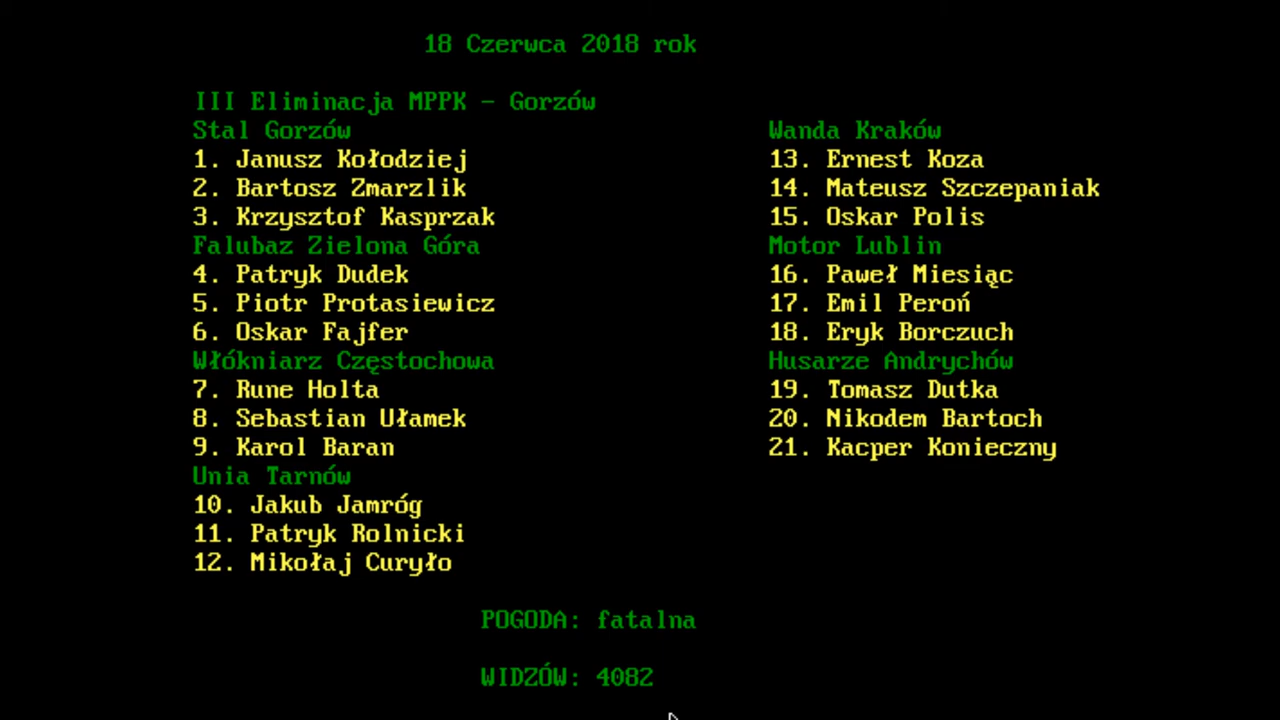 18 Czerwca 2018 rok
III Eliminacja MPPK - Gorzów
Stal Gorzów
1. Janusz Kołodziej
2. Bartosz Zmarzlik
3. Krzysztof Kasprzak
Falubaz Zielona Góra
4. Patryk Dudek
5. Piotr Protasiewicz
6. Oskar Fajfer
Włókniarz Częstochowa
7. Rune Holta
8. Sebastian Ułamek
9. Karol Baran
Unia Tarnów
10. Jakub Jamróg
11. Patryk Rolnicki
12. Mikołaj Curyło
Wanda Kraków
13. Ernest Koza
14. Mateusz Szczepaniak
15. Oskar Polis
Motor Lublin
16. Paweł Miesiąc
17. Emil Peroń
18. Eryk Borczuch
Husarze Andrychów
19. Tomasz Dutka
20. Nikodem Bartoch
21. Kacper Konieczny
POGODA: fatalna
WIDZÓW: 4082